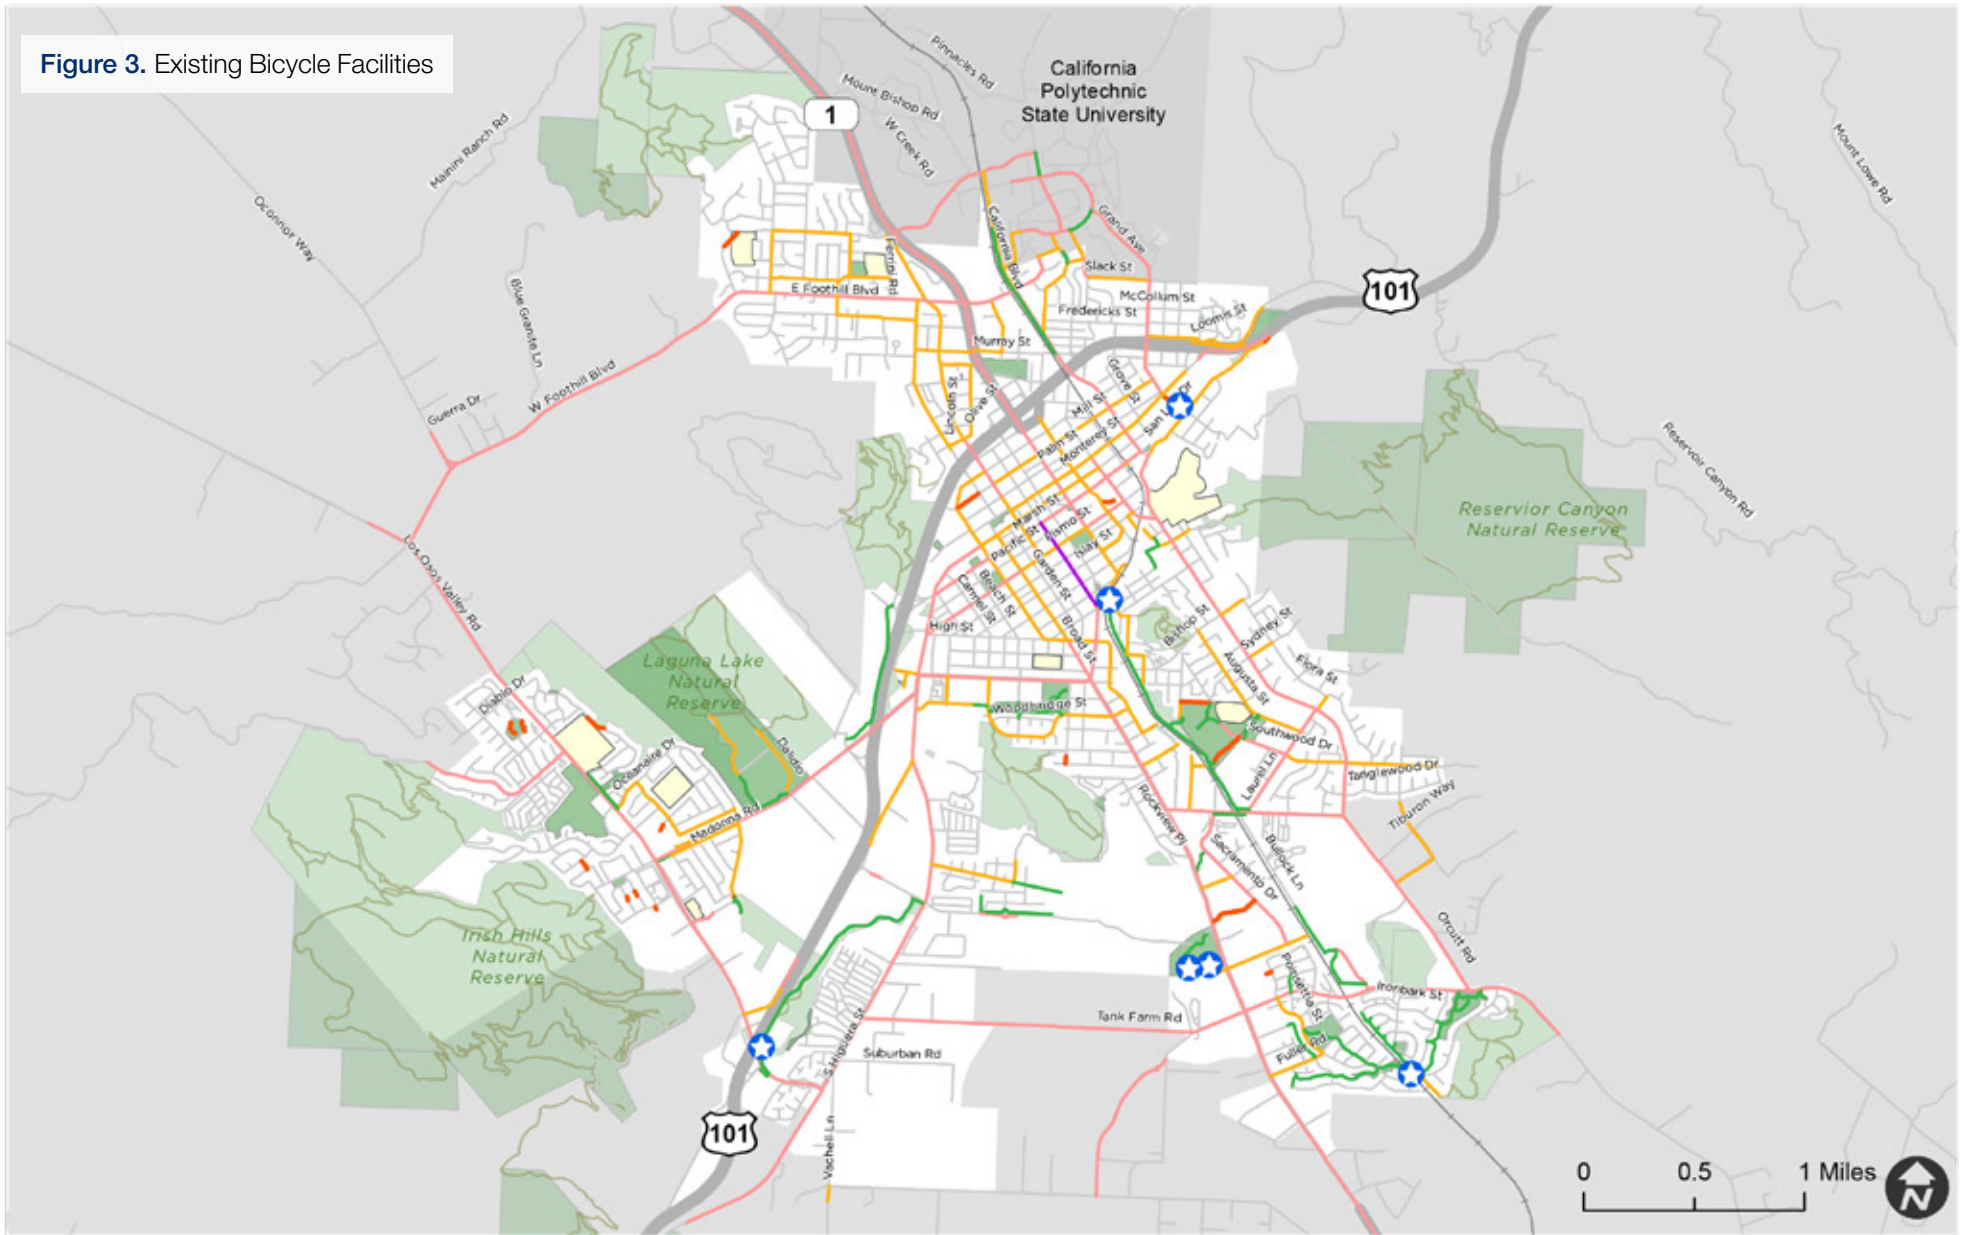 Figure 3. Existing Bicycle Facilities
Pinnacles Rd
California
Polytechnic
State University
Mount Bishop Rd
1
W Creek Rd
Mainini Ranch Rd
Mount Lowe Rd
Oconnor Way
Grand Ave
California Blvd
Ferrini Rd
Slack St
E Foothill Blvd
McCollum St
101
Blue Granite Ln
Fredericks St
Loomis St
Murray St
Grove St
W Foothill Blvd
Guerra Dr
Lincoln St
Olive St
Mill St
San L
Dr
Palm St
Monterey St
Reservoir Canyon Rd
Marsh St
Pismo St
Reservior Canyon
Natural Reserve
Pacific St
Islay St
Los Osos Valley Rd
Garden St
Beach St
Carmel St
High St
Broad St
Bishop St
Sydney St
Laguna Lake
Natural
Reserve
Flora St
Augusta St
Diablo Dr
Woodbridge St
Southwood Dr
Oceanaire Dr
Dalidio
Laurel Ln
Tanglewood Dr
Tiburon Way
Madonna Rd
Rockview Pl
Sacramento Dr
Bullock Ln
Orcutt Rd
Irish Hills
Natural
Reserve
Poinsettia St
Ironbark St
Tank Farm Rd
S Higuera St
Suburban Rd
Fuller Rd
101
Vachell Ln
0 0.5 1 Miles
N